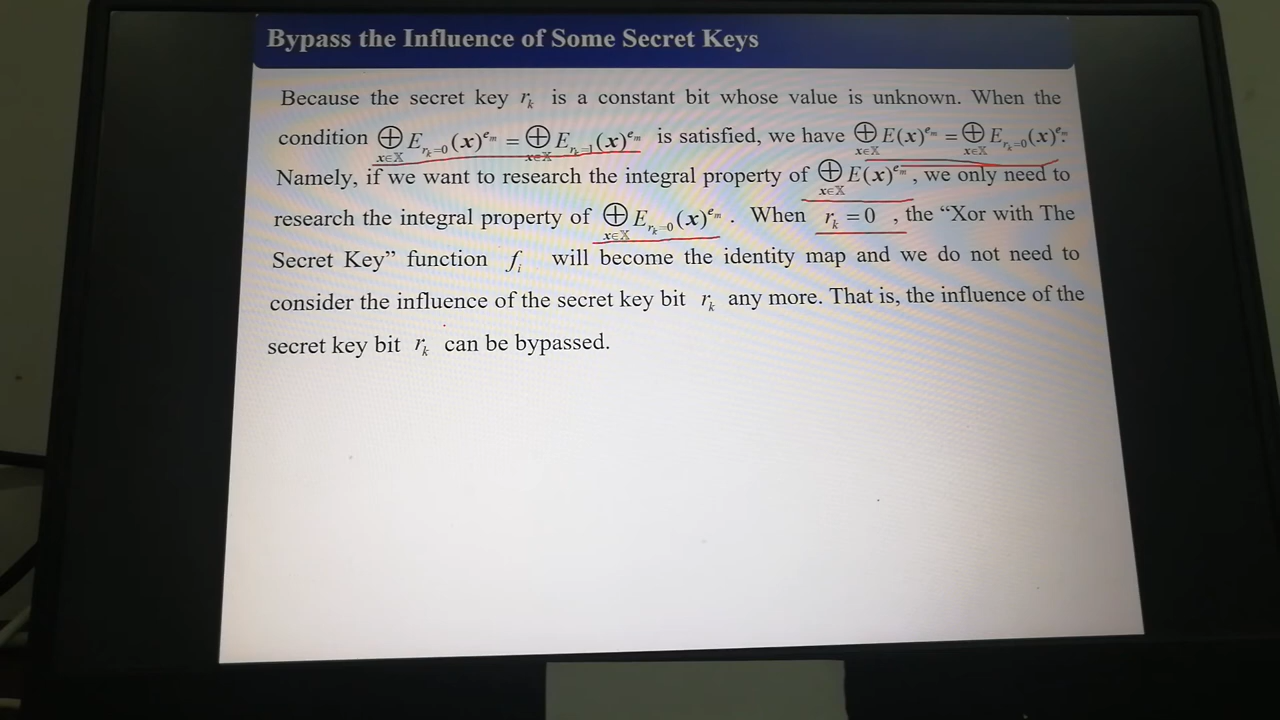 Bypass the Influence of Some Secret Keys
Because the secret key r_k is a constant bit whose value is unknown. When the
condition ⊕_{x∈𝕏} E_{r_k=0}(x)^{e_m} = ⊕_{x∈𝕏} E_{r_k=1}(x)^{e_m} is satisfied, we have ⊕_{x∈𝕏} E(x)^{e_m} = ⊕_{x∈𝕏} E_{r_k=0}(x)^{e_m}.
Namely, if we want to research the integral property of ⊕_{x∈𝕏} E(x)^{e_m}, we only need to
research the integral property of ⊕_{x∈𝕏} E_{r_k=0}(x)^{e_m}. When r_k = 0, the “Xor with The
Secret Key” function f_i will become the identity map and we do not need to
consider the influence of the secret key bit r_k any more. That is, the influence of the
secret key bit r_k can be bypassed.